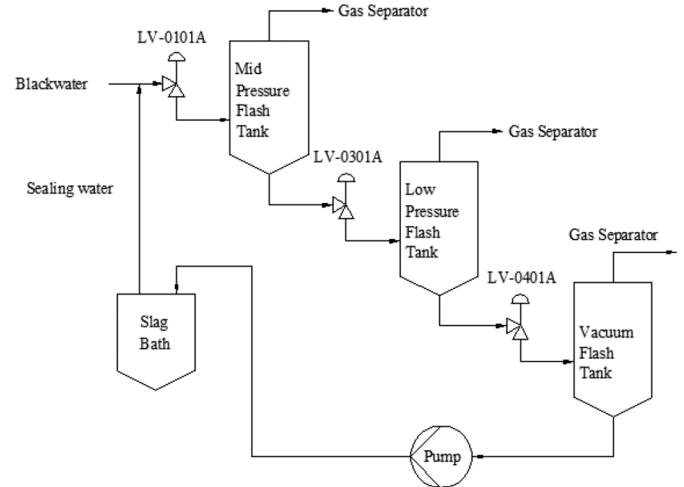 Gas Separator
LV-0101A
Mid
Pressure
Flash
Tank
Blackwater
Gas Separator
LV-0301A
Low
Pressure
Flash
Tank
Sealing water
Gas Separator
LV-0401A
Slag
Bath
Vacuum
Flash
Tank
Pump